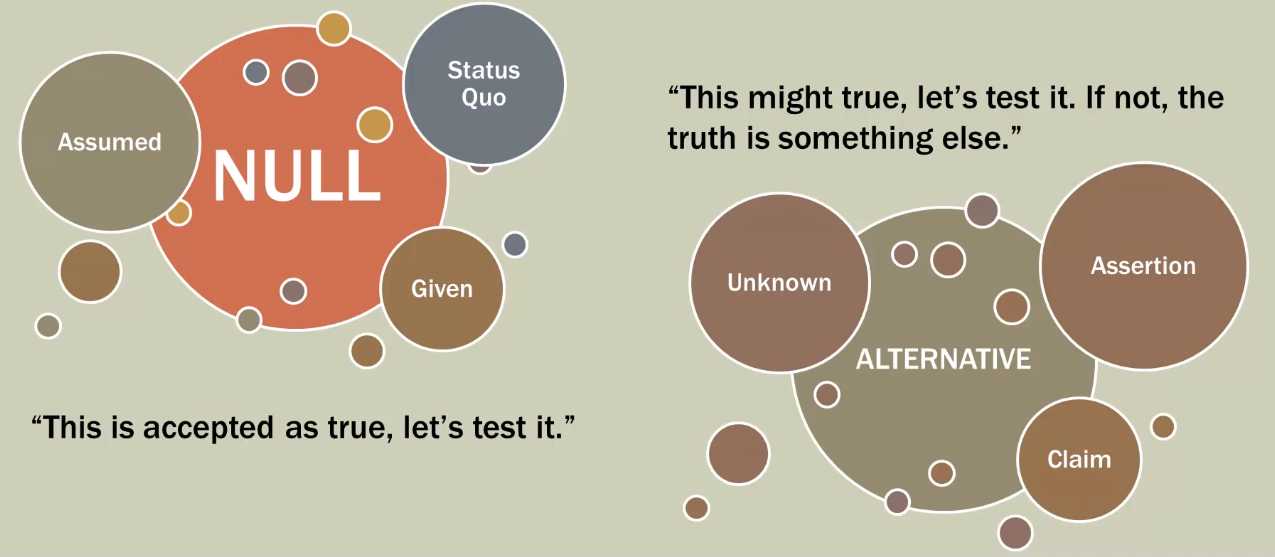 Assumed
NULL
Status
Quo
Given
“This is accepted as true, let’s test it.”
“This might true, let’s test it. If not, the
truth is something else.”
Unknown
Assertion
ALTERNATIVE
Claim